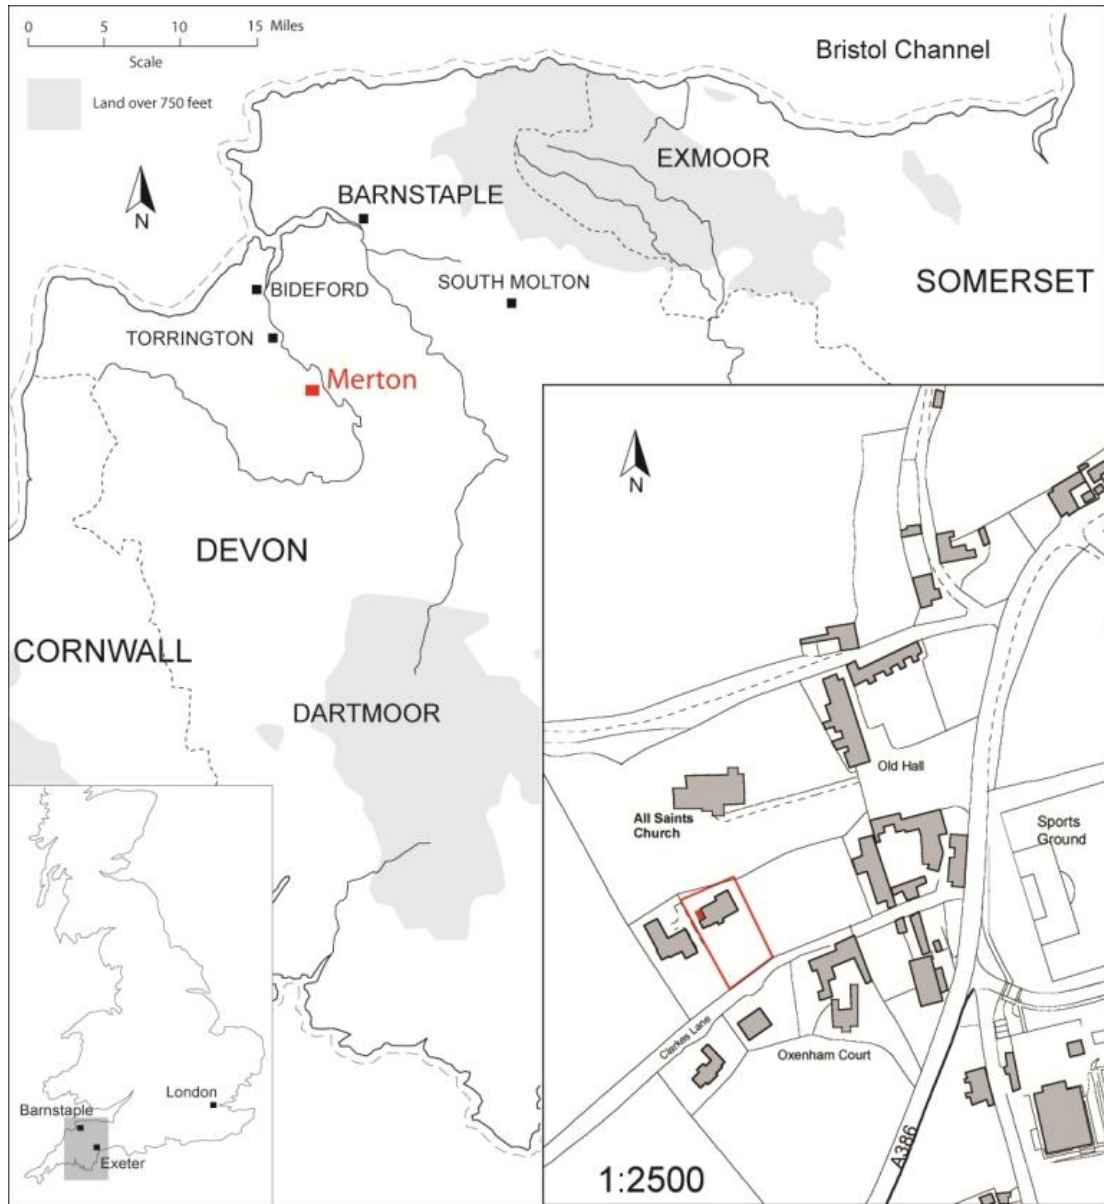 0 5 10 15 Miles
Scale
Land over 750 feet
Bristol Channel
N
EXMOOR
BARNSTAPLE
SOUTH MOLTON
SOMERSET
BIDEFORD
TORRINGTON
Merton
DEVON
CORNWALL
DARTMOOR
N
Old Hall
All Saints
Church
Sports
Ground
Clarkes Lane
Oxenham Court
A386
1:2500
London
Barnstaple
Exeter